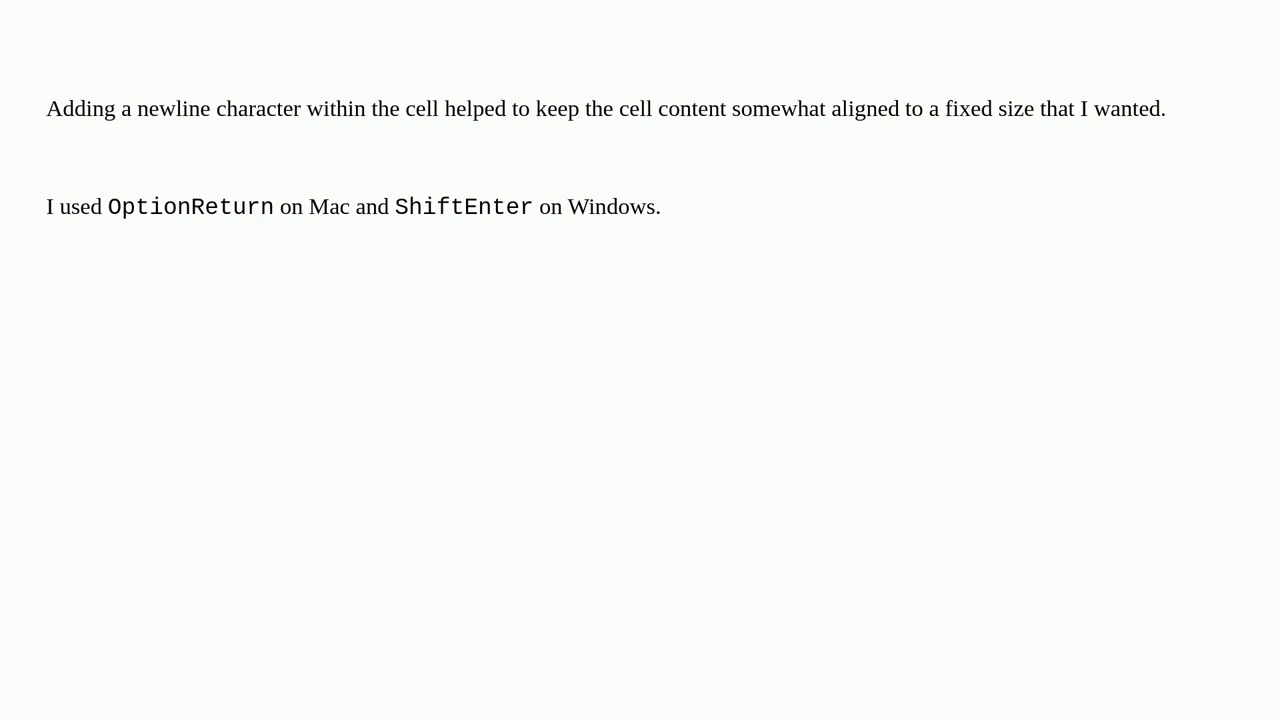 Adding a newline character within the cell helped to keep the cell content somewhat aligned to a fixed size that I wanted.
I used OptionReturn on Mac and ShiftEnter on Windows.